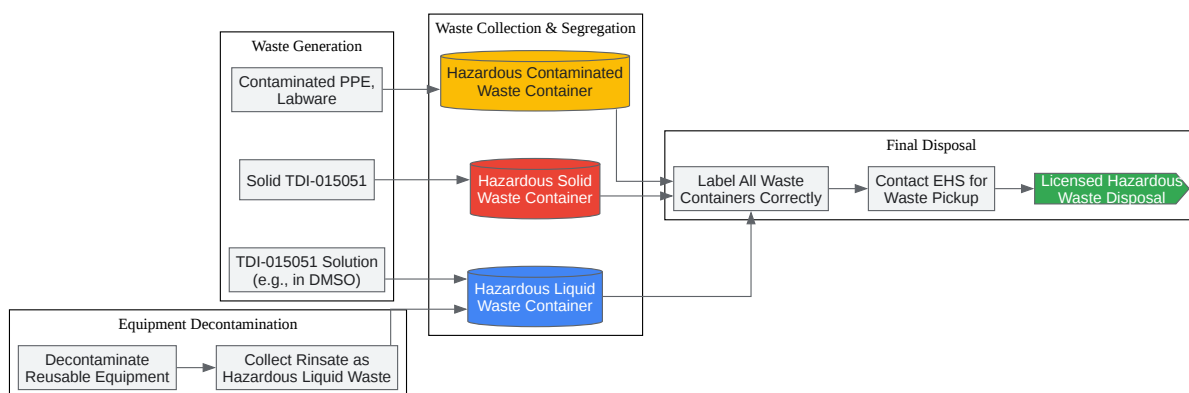 Waste Generation
Contaminated PPE,
Labware
Solid TDI-015051
TDI-015051 Solution
(e.g., in DMSO)
Equipment Decontamination
Decontaminate
Reusable Equipment
Collect Rinsate as
Hazardous Liquid Waste
Waste Collection & Segregation
Hazardous Contaminated
Waste Container
Hazardous Solid
Waste Container
Hazardous Liquid
Waste Container
Final Disposal
Label All Waste
Containers Correctly
Contact EHS for
Waste Pickup
Licensed Hazardous
Waste Disposal